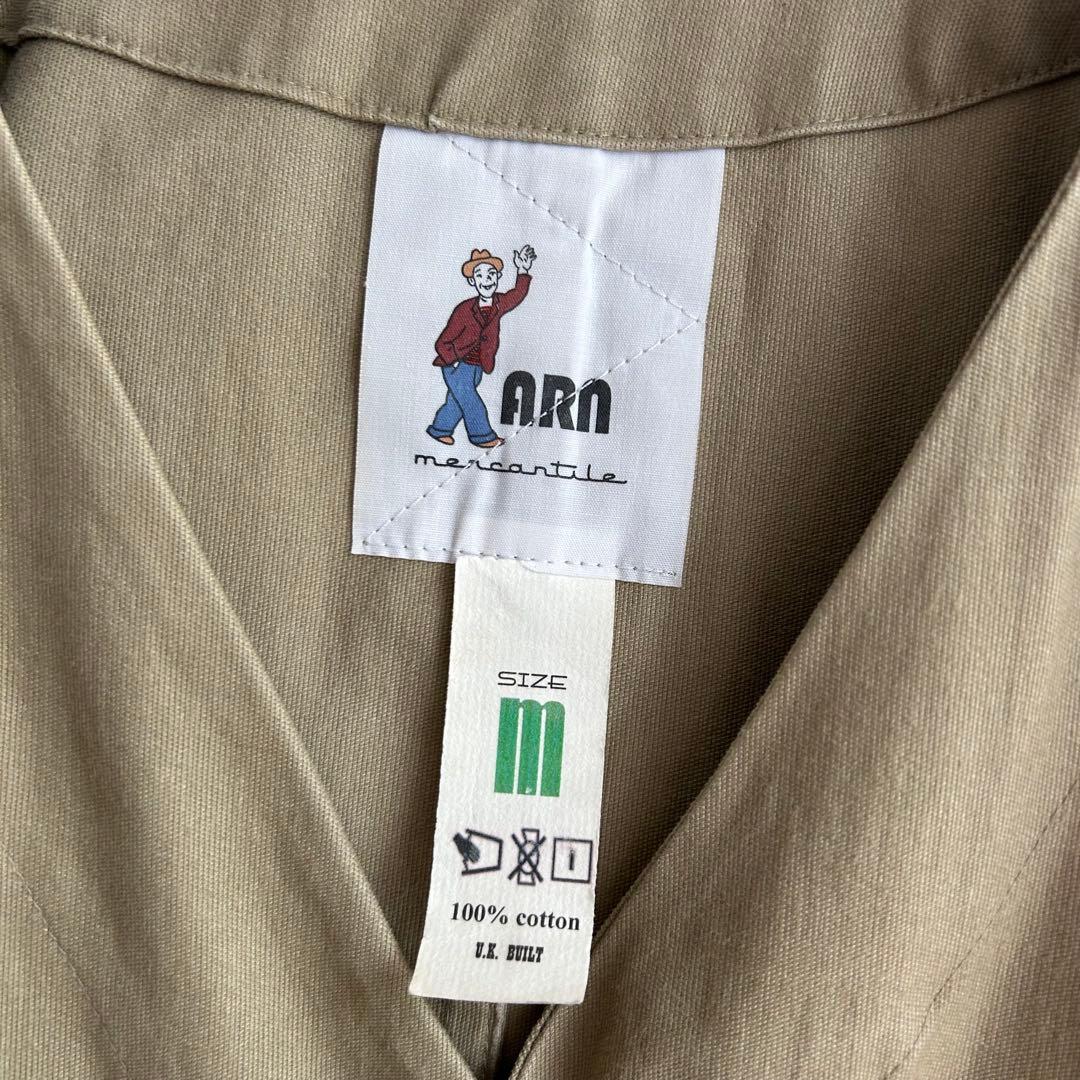 ARN
mercantile
SIZE
m
100% cotton
U.K. BUILT